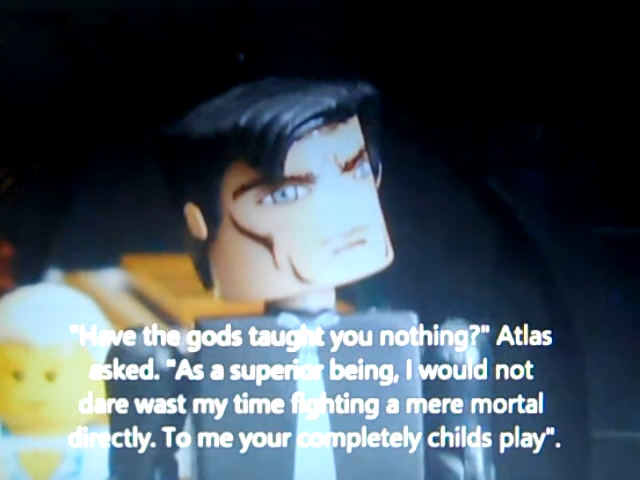 "Have the gods taught you nothing?" Atlas
asked. "As a superior being, I would not
dare wast my time fighting a mere mortal
directly. To me your completely childs play".